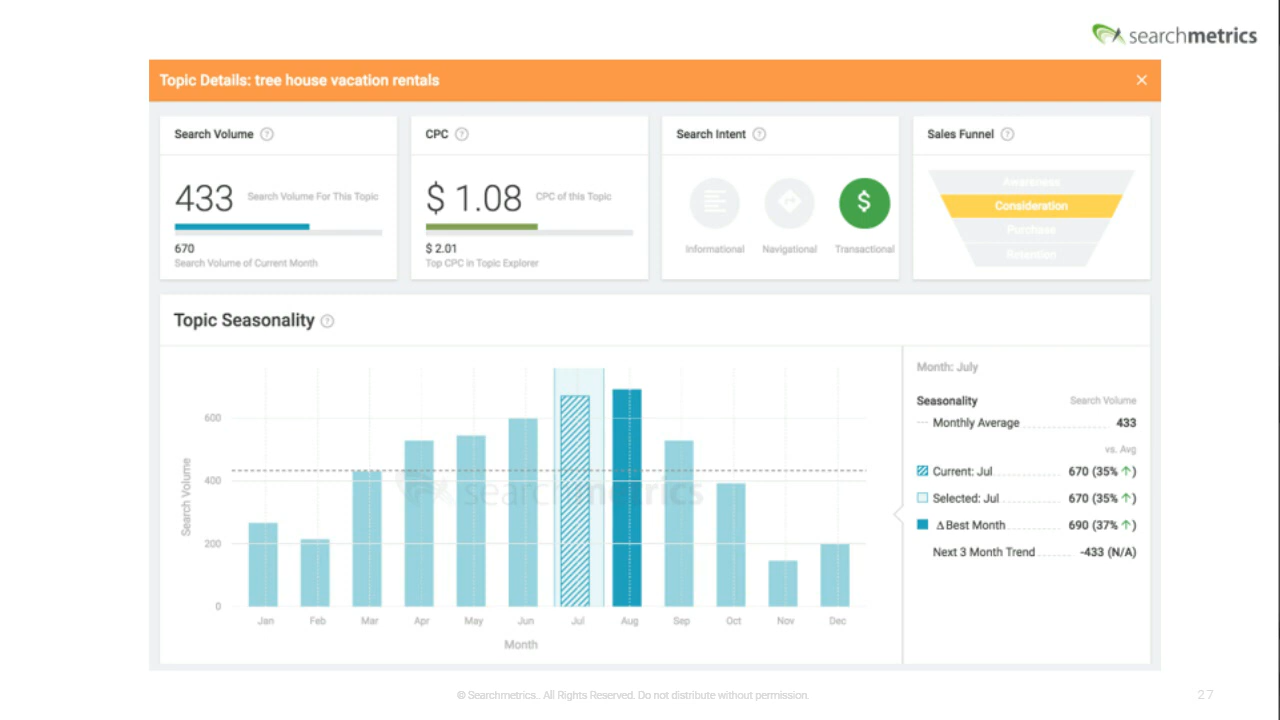 searchmetrics
Topic Details: tree house vacation rentals
Search Volume ?
433 Search Volume For This Topic
670
Search Volume of Current Month
CPC ?
$ 1.08 CPC of this Topic
$ 2.01
Top CPC in Topic Explorer
Search Intent ?
$
Informational Navigational Transactional
Sales Funnel ?
Awareness
Consideration
Purchase
Retention
Topic Seasonality ?
600
400
200
0
Search Volume
searchmetrics
Jan Feb Mar Apr May Jun Jul Aug Sep Oct Nov Dec
Month
Month: July
Seasonality Search Volume
Monthly Average 433
vs. Avg
Current: Jul 670 (35% ↑)
Selected: Jul 670 (35% ↑)
Δ Best Month 690 (37% ↑)
Next 3 Month Trend -433 (N/A)
© Searchmetrics.. All Rights Reserved. Do not distribute without permission.
27